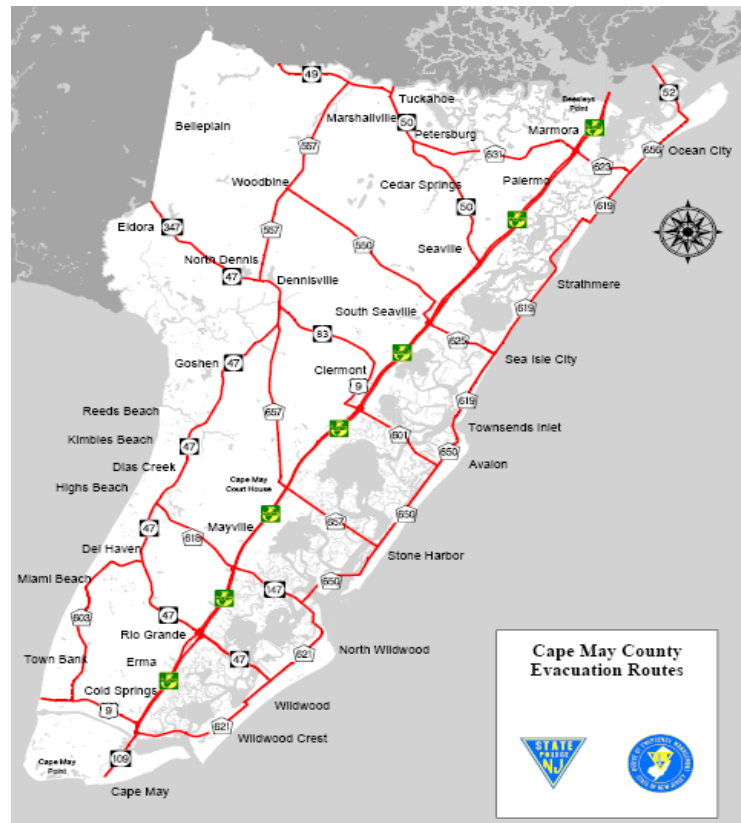 49
52
Tuckahoe
Beesleys
Point
Belleplain
Marshallville
50
Petersburg
Marmora
557
631
656
Ocean City
623
Woodbine
Cedar Springs
Palermo
50
619
Eldora
347
557
550
Seaville
North Dennis
47
Dennisville
Strathmere
South Seaville
619
83
625
Goshen
47
Clermont
Sea Isle City
9
619
Reeds Beach
657
Townsends Inlet
Kimbles Beach
47
601
650
Dias Creek
Avalon
Highs Beach
Cape May
Court House
650
47
Mayville
657
618
Del Haven
Stone Harbor
Miami Beach
147
650
603
47
Rio Grande
North Wildwood
621
Town Bank
Erma
47
Cold Springs
9
Wildwood
621
Wildwood Crest
109
Cape May
Point
Cape May
Cape May County
Evacuation Routes
STATE
POLICE
NJ